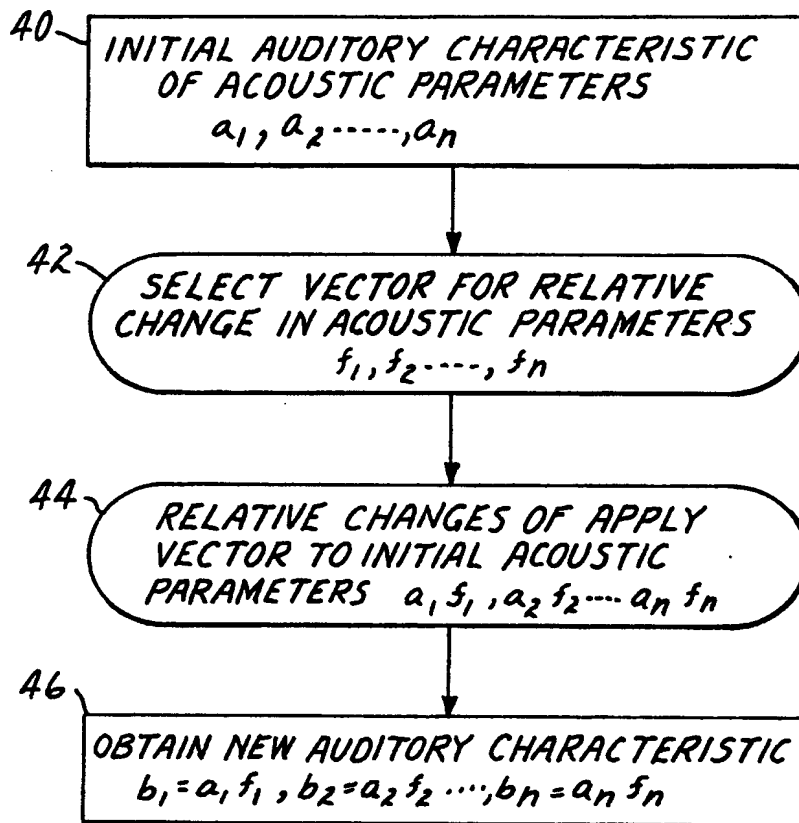 40
INITIAL AUDITORY CHARACTERISTIC
OF ACOUSTIC PARAMETERS
a₁, a₂ -----, aₙ
42
SELECT VECTOR FOR RELATIVE
CHANGE IN ACOUSTIC PARAMETERS
f₁, f₂ ----, fₙ
44
RELATIVE CHANGES OF APPLY
VECTOR TO INITIAL ACOUSTIC
PARAMETERS a₁ f₁, a₂ f₂ ---- aₙ fₙ
46
OBTAIN NEW AUDITORY CHARACTERISTIC
b₁=a₁ f₁, b₂=a₂ f₂ ----, bₙ=aₙ fₙ